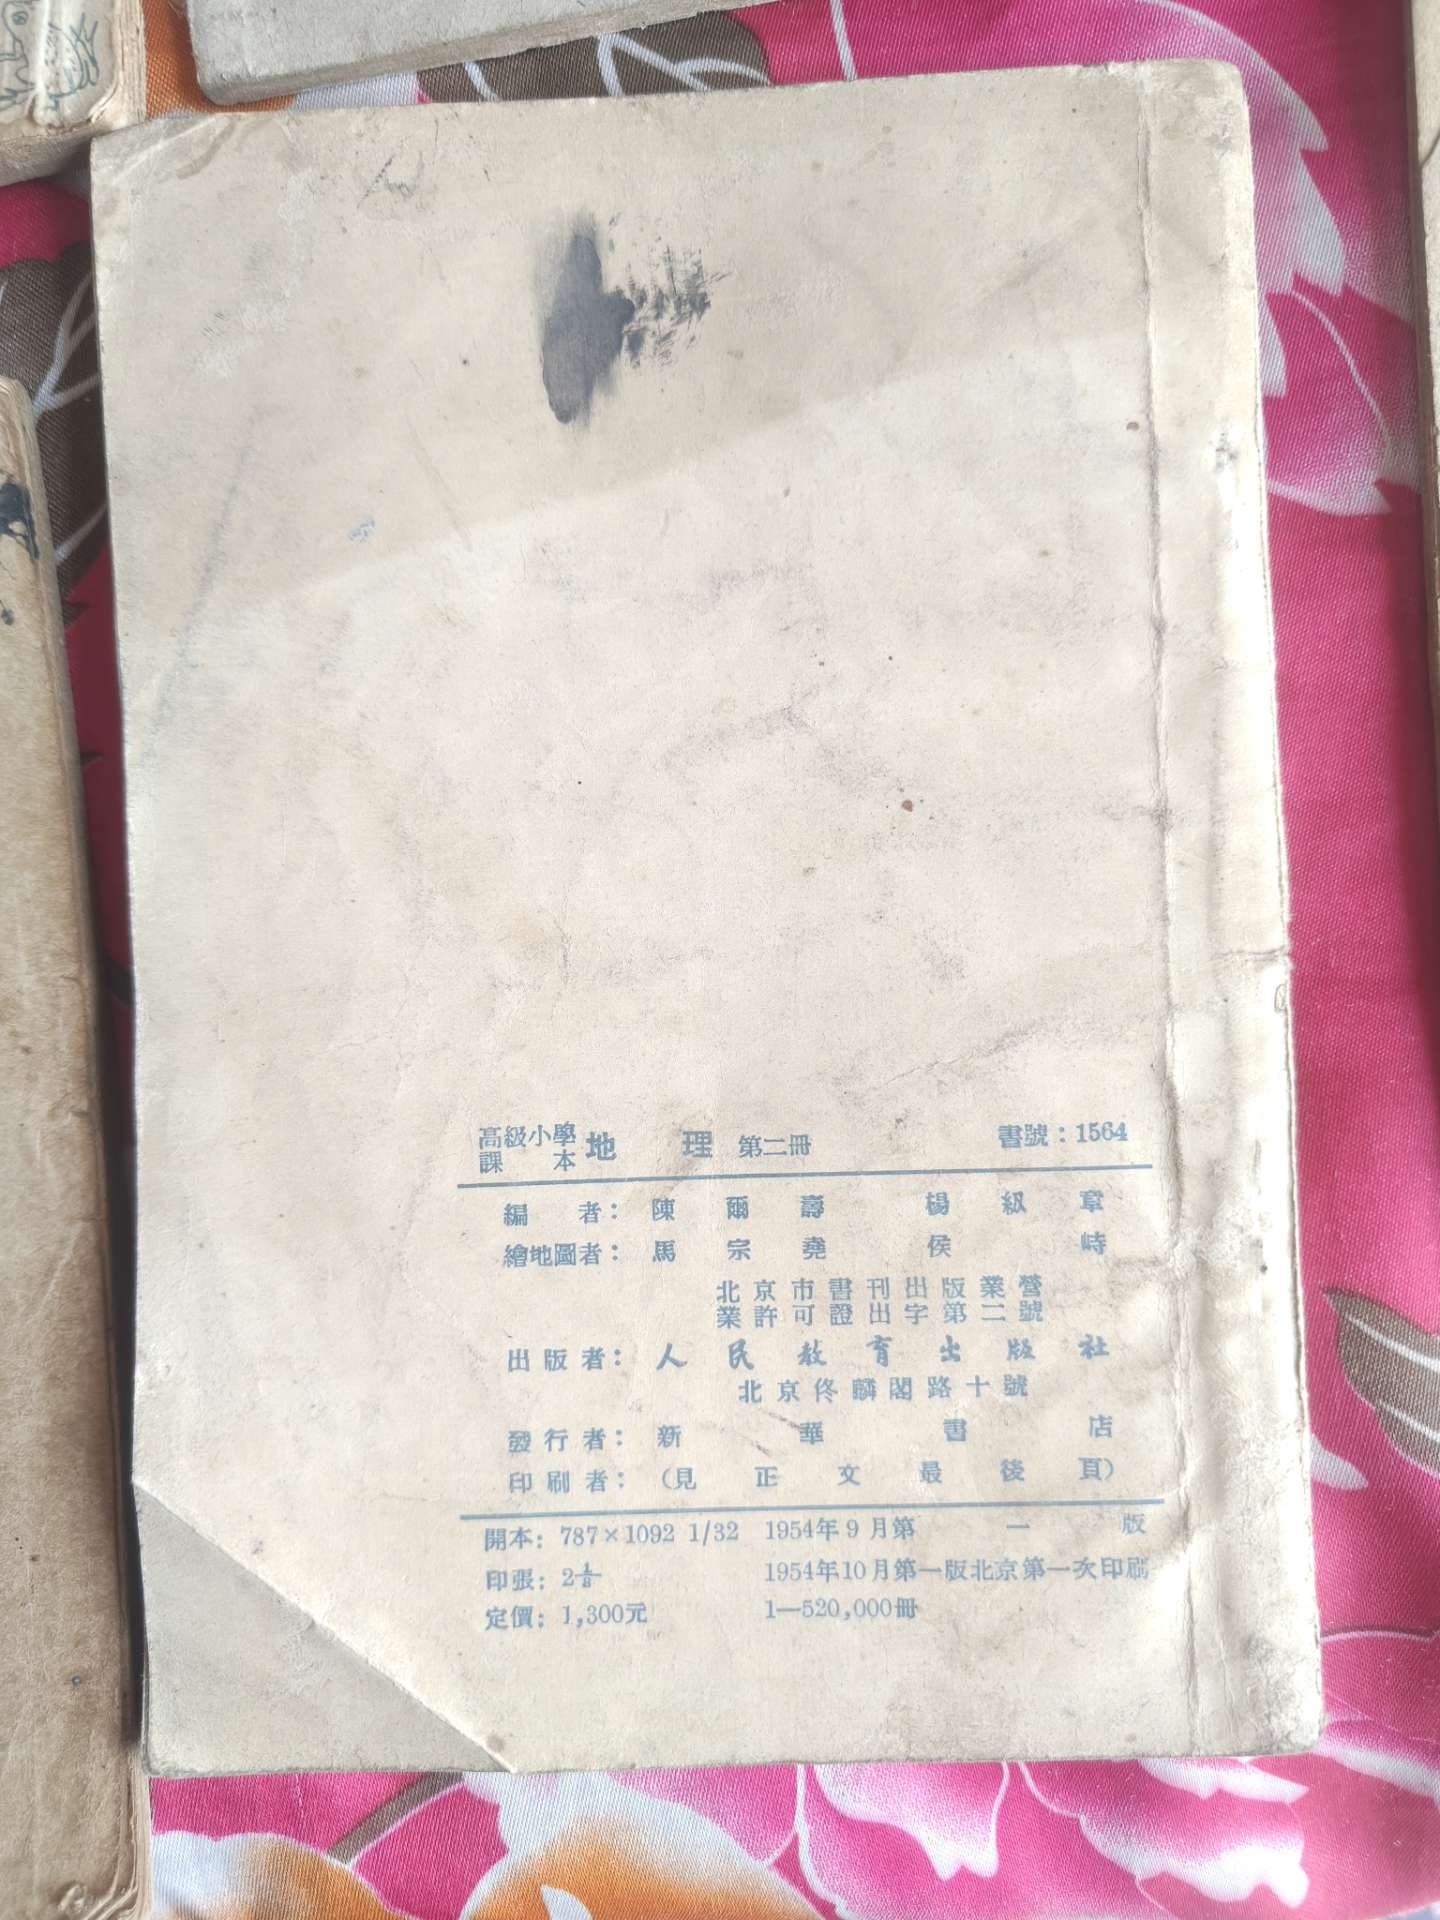 高級小學
課本 地理 第二冊 書號：1564
編者：陳爾壽 楊紉章
繪地圖者：馬宗堯 侯峙
北京市書刊出版業營
業許可證出字第二號
出版者：人民教育出版社
北京佟麟閣路十號
發行者：新華書店
印刷者：（見正文最後頁）
開本：787×1092 1/32 1954年9月第一版
印張：2 1/8 1954年10月第一版北京第一次印刷
定價：1,300元 1—520,000冊